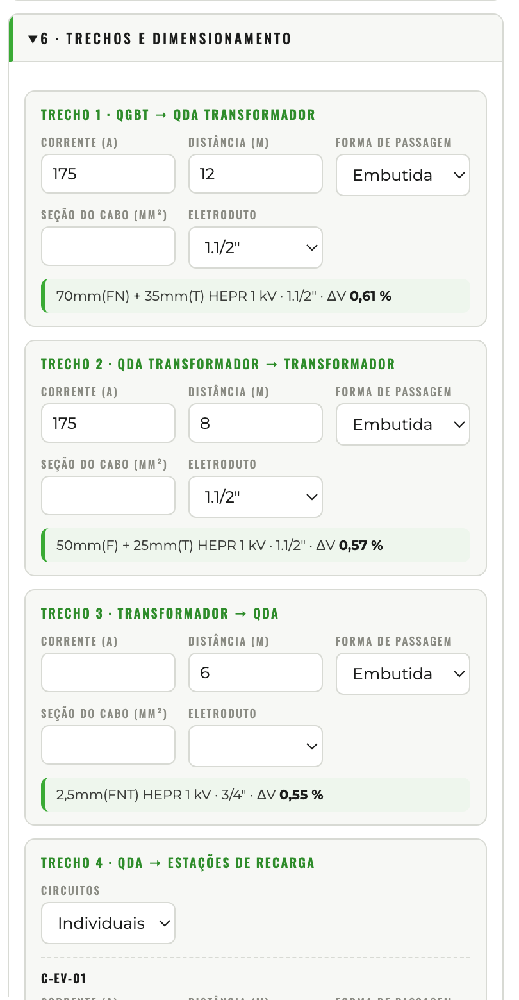 ▼6 · TRECHOS E DIMENSIONAMENTO
TRECHO 1 · QGBT → QDA TRANSFORMADOR
CORRENTE (A) DISTÂNCIA (M) FORMA DE PASSAGEM
175 12 Embutida
SEÇÃO DO CABO (MM²) ELETRODUTO
1.1/2"
70mm(FN) + 35mm(T) HEPR 1 kV · 1.1/2" · ΔV 0,61 %
TRECHO 2 · QDA TRANSFORMADOR → TRANSFORMADOR
CORRENTE (A) DISTÂNCIA (M) FORMA DE PASSAGEM
175 8 Embutida
SEÇÃO DO CABO (MM²) ELETRODUTO
1.1/2"
50mm(F) + 25mm(T) HEPR 1 kV · 1.1/2" · ΔV 0,57 %
TRECHO 3 · TRANSFORMADOR → QDA
CORRENTE (A) DISTÂNCIA (M) FORMA DE PASSAGEM
6 Embutida
SEÇÃO DO CABO (MM²) ELETRODUTO
2,5mm(FNT) HEPR 1 kV · 3/4" · ΔV 0,55 %
TRECHO 4 · QDA → ESTAÇÕES DE RECARGA
CIRCUITOS
Individuais
C-EV-01